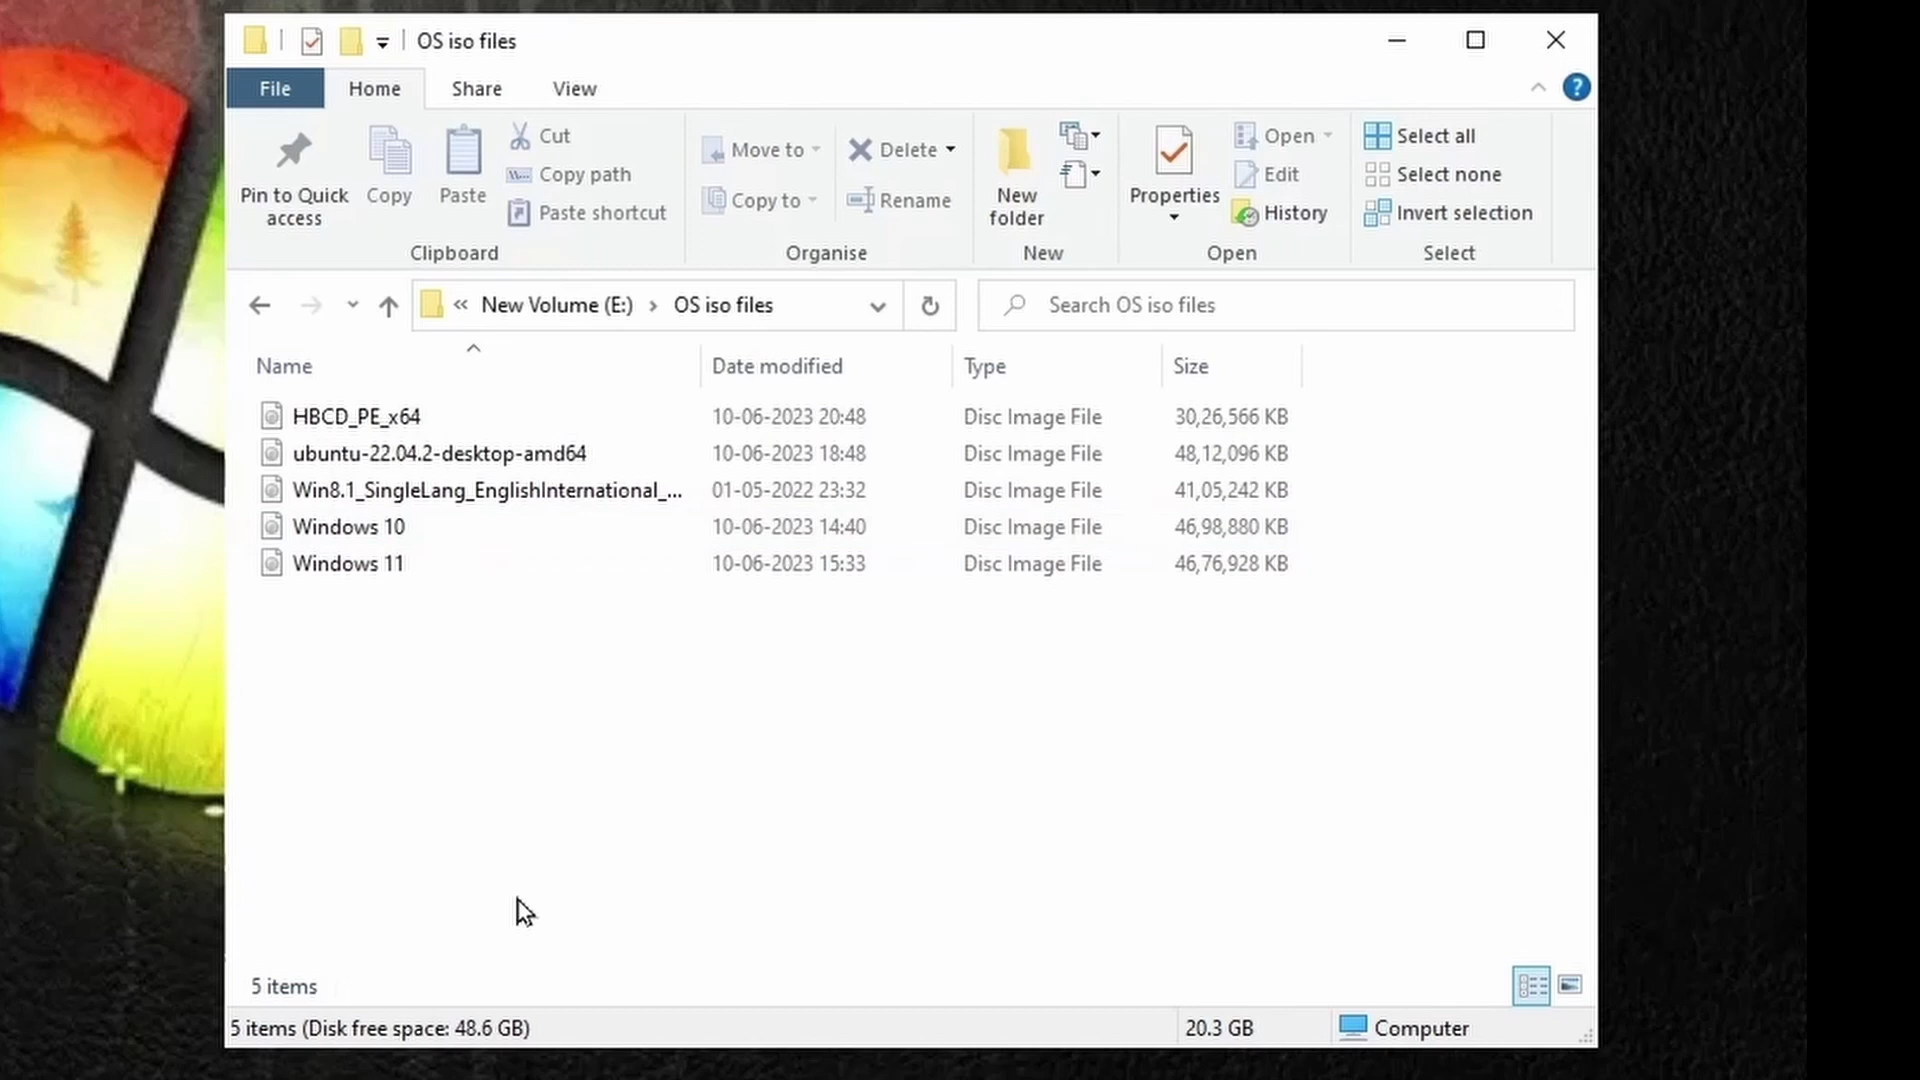 OS iso files
File Home Share View
Pin to Quick access
Copy
Paste
Cut
Copy path
Paste shortcut
Clipboard
Move to
Copy to
Delete
Rename
Organise
New folder
New
Properties
Open
Edit
History
Open
Select all
Select none
Invert selection
Select
« New Volume (E:) › OS iso files
Search OS iso files
Name Date modified Type Size
HBCD_PE_x64 10-06-2023 20:48 Disc Image File 30,26,566 KB
ubuntu-22.04.2-desktop-amd64 10-06-2023 18:48 Disc Image File 48,12,096 KB
Win8.1_SingleLang_EnglishInternational_... 01-05-2022 23:32 Disc Image File 41,05,242 KB
Windows 10 10-06-2023 14:40 Disc Image File 46,98,880 KB
Windows 11 10-06-2023 15:33 Disc Image File 46,76,928 KB
5 items
5 items (Disk free space: 48.6 GB) 20.3 GB Computer